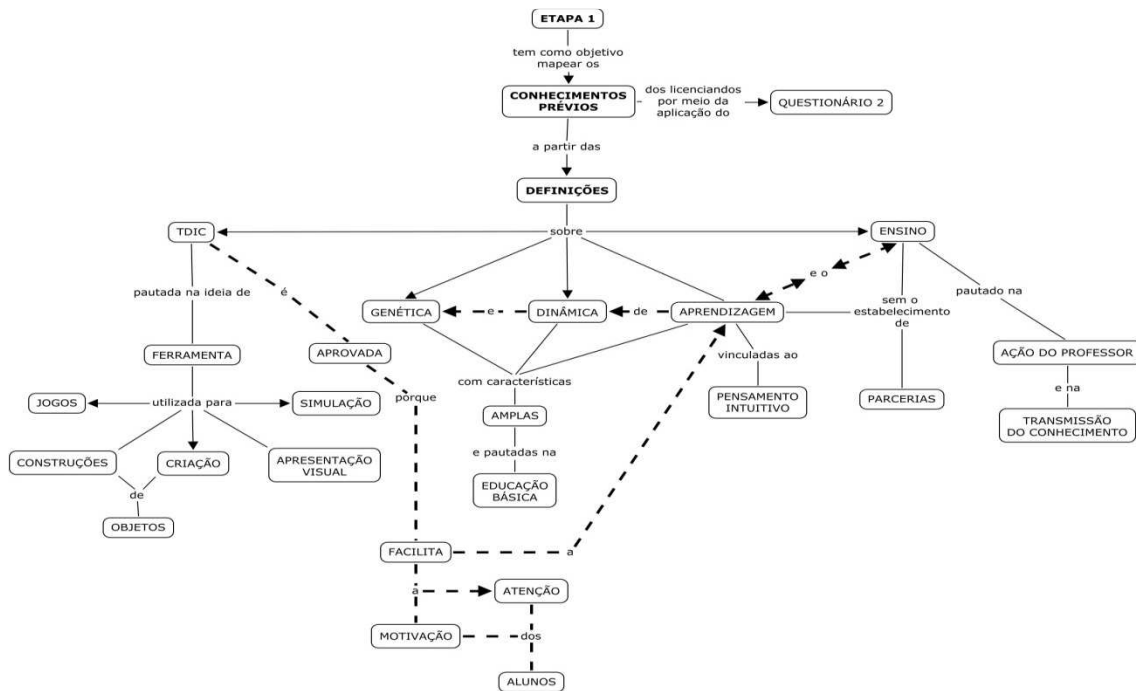 ETAPA 1
tem como objetivo
mapear os
CONHECIMENTOS
PRÉVIOS
dos licenciandos
por meio da
aplicação do
QUESTIONÁRIO 2
a partir das
DEFINIÇÕES
TDIC
sobre
ENSINO
é
e o
pautada na ideia de
sem o
estabelecimento
de
pautado na
GENÉTICA
e
DINÂMICA
de
APRENDIZAGEM
FERRAMENTA
APROVADA
vinculadas ao
AÇÃO DO PROFESSOR
com características
porque
e na
JOGOS
utilizada para
SIMULAÇÃO
AMPLAS
PENSAMENTO
INTUITIVO
PARCERIAS
TRANSMISSÃO
DO CONHECIMENTO
e pautadas na
CONSTRUÇÕES
CRIAÇÃO
APRESENTAÇÃO
VISUAL
EDUCAÇÃO
BÁSICA
de
OBJETOS
FACILITA
a
a
ATENÇÃO
MOTIVAÇÃO
dos
ALUNOS